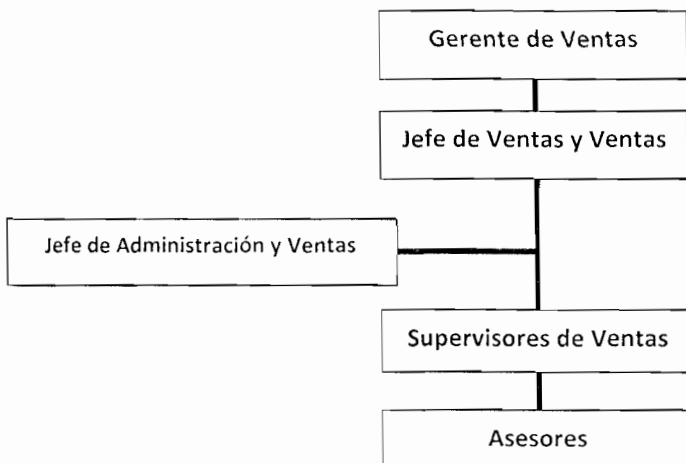 Gerente de Ventas
Jefe de Ventas y Ventas
Jefe de Administración y Ventas
Supervisores de Ventas
Asesores